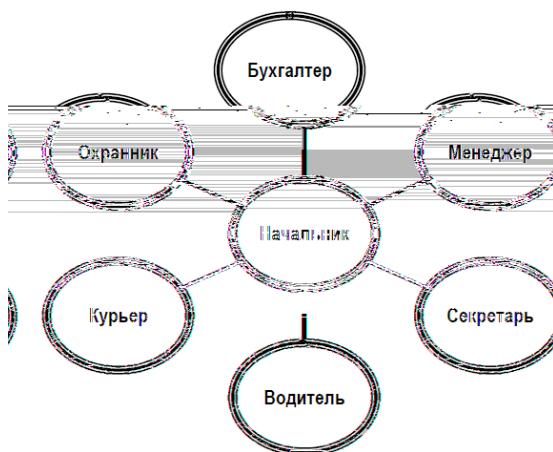 Бухгалтер
Охранник
Менеджер
Начальник
Курьер
Секретарь
Водитель